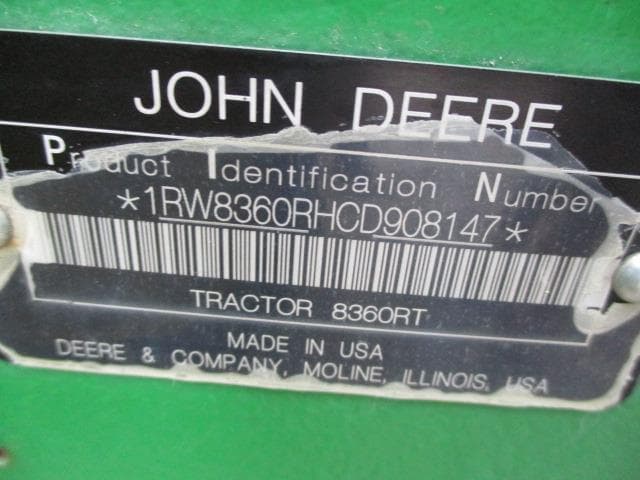 JOHN DEERE
Product Identification Number
*1RW8360RHCD908147*
TRACTOR 8360RT
MADE IN USA
DEERE & COMPANY, MOLINE, ILLINOIS, USA